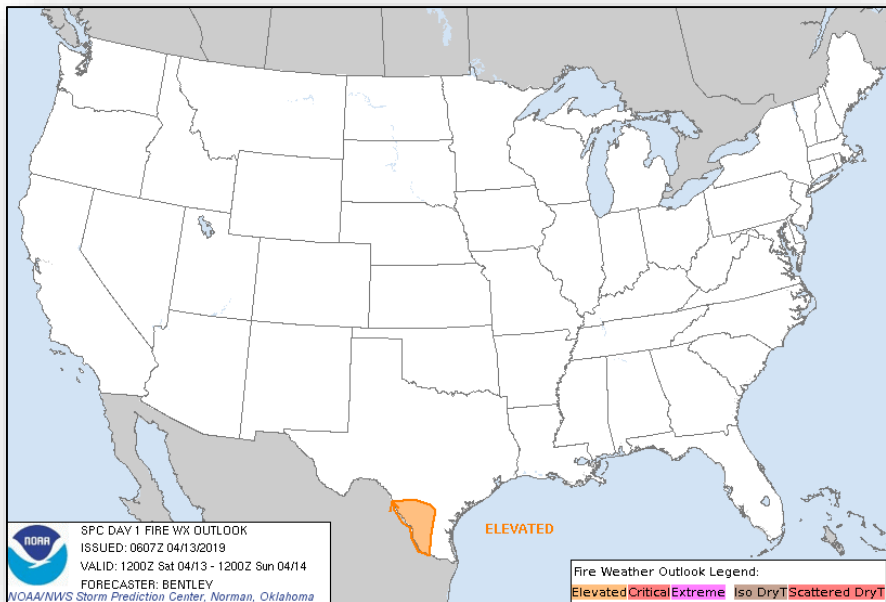 ELEVATED
NOAA
SPC DAY 1 FIRE WX OUTLOOK
ISSUED: 0607Z 04/13/2019
VALID: 1200Z Sat 04/13 - 1200Z Sun 04/14
FORECASTER: BENTLEY
NOAA/NWS Storm Prediction Center, Norman, Oklahoma
Fire Weather Outlook Legend:
Elevated Critical Extreme Iso DryT Scattered DryT